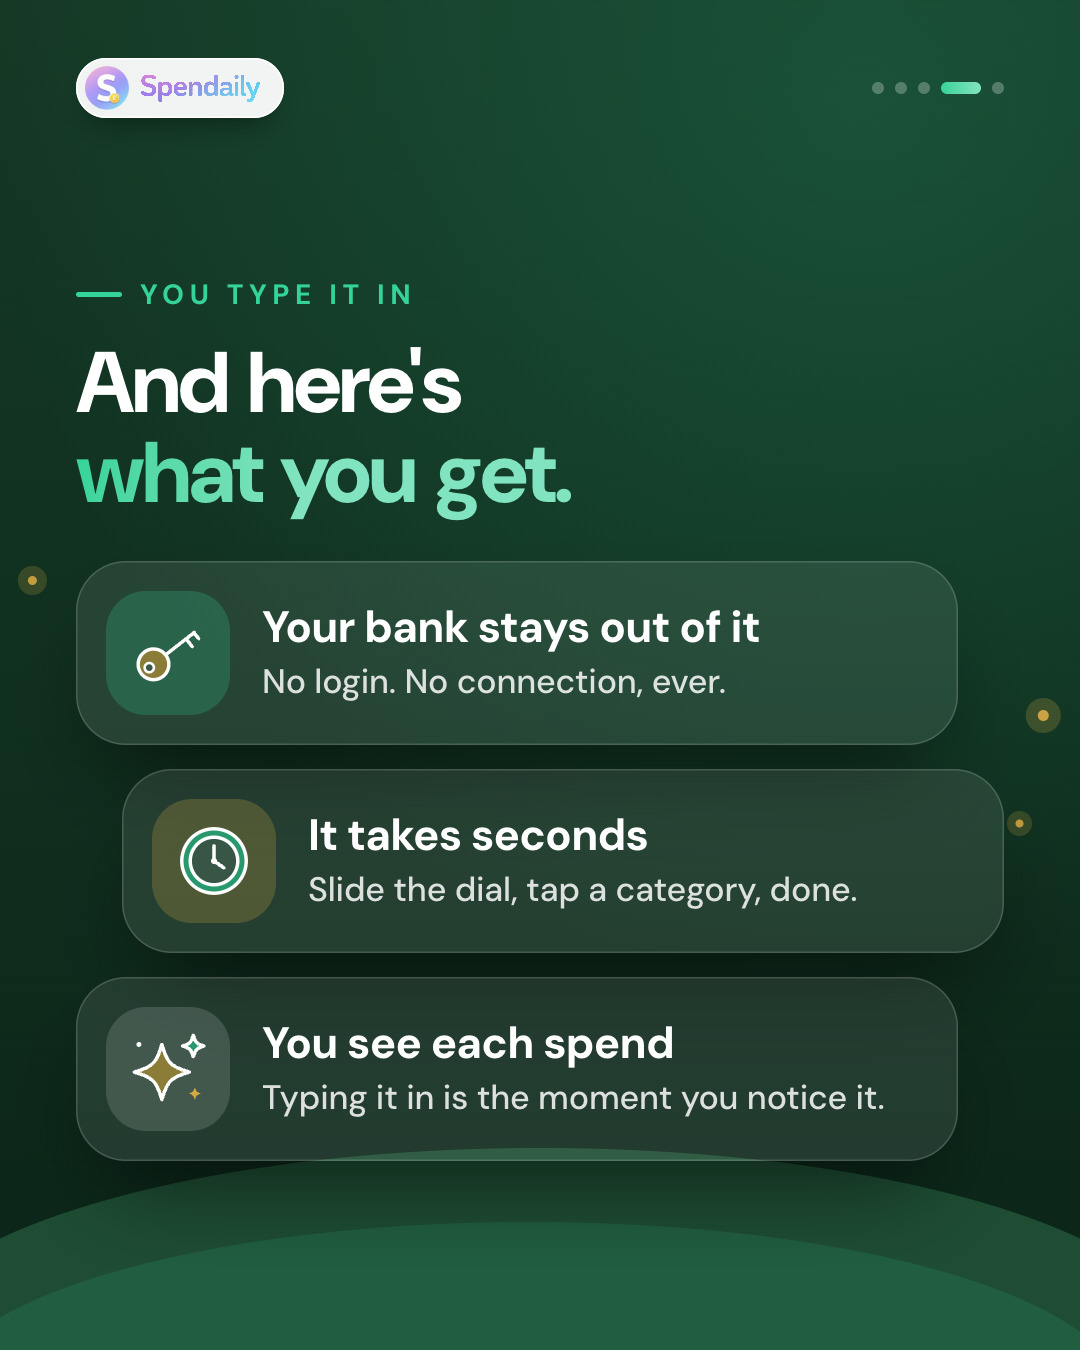 Spendaily
YOU TYPE IT IN
And here's
what you get.
Your bank stays out of it
No login. No connection, ever.
It takes seconds
Slide the dial, tap a category, done.
You see each spend
Typing it in is the moment you notice it.